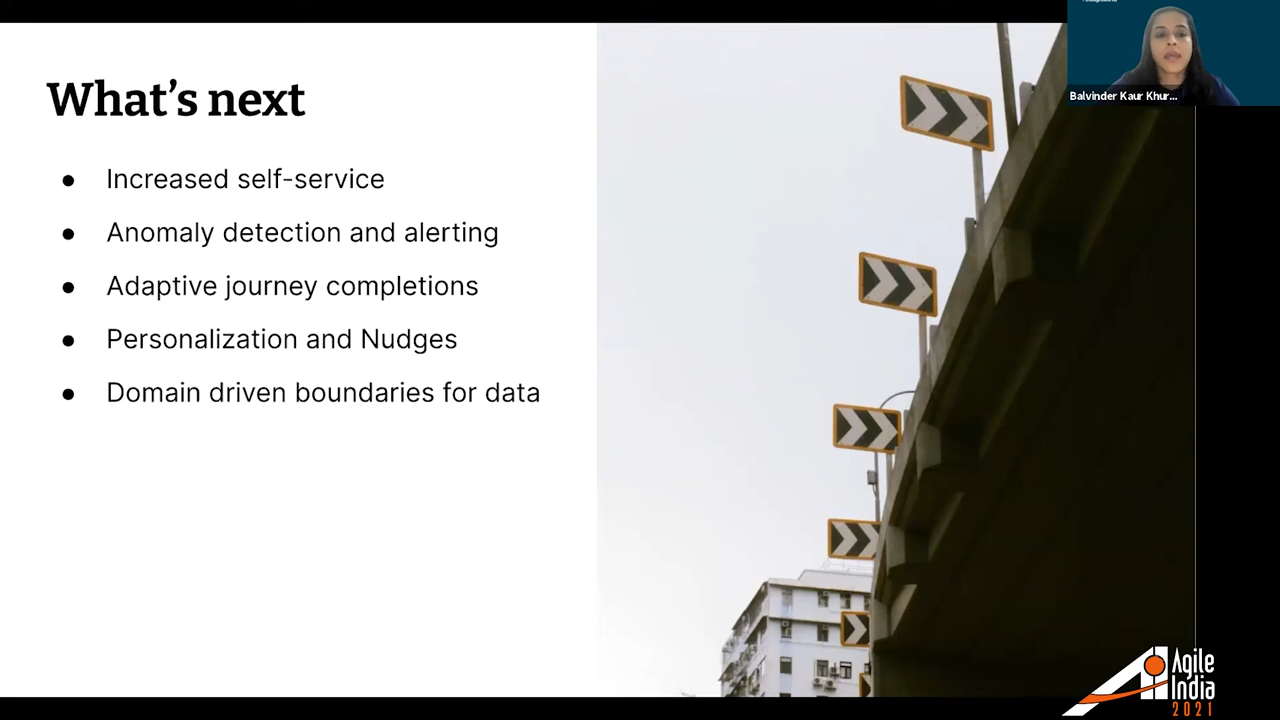 What's next
● Increased self-service
● Anomaly detection and alerting
● Adaptive journey completions
● Personalization and Nudges
● Domain driven boundaries for data
Balvinder Kaur Khur...
Agile
India
2021